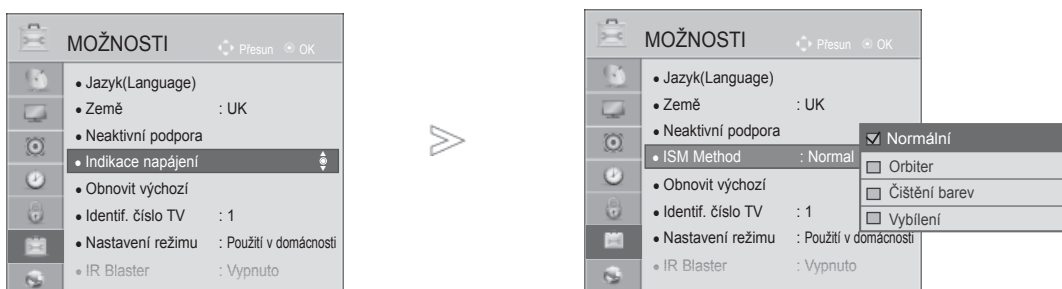 MOŽNOSTI
Přesun OK
● Jazyk(Language)
● Země : UK
● Neaktivní podpora
● Indikace napájení
● Obnovit výchozí
● Identif. číslo TV : 1
● Nastavení režimu : Použití v domácnosti
● IR Blaster : Vypnuto
MOŽNOSTI
Přesun OK
● Jazyk(Language)
● Země : UK
● Neaktivní podpora
● ISM Method : Normal
● Obnovit výchozí
● Identif. číslo TV : 1
● Nastavení režimu : Použití v domácnosti
● IR Blaster : Vypnuto
Normální
Orbiter
Čištění barev
Vybílení